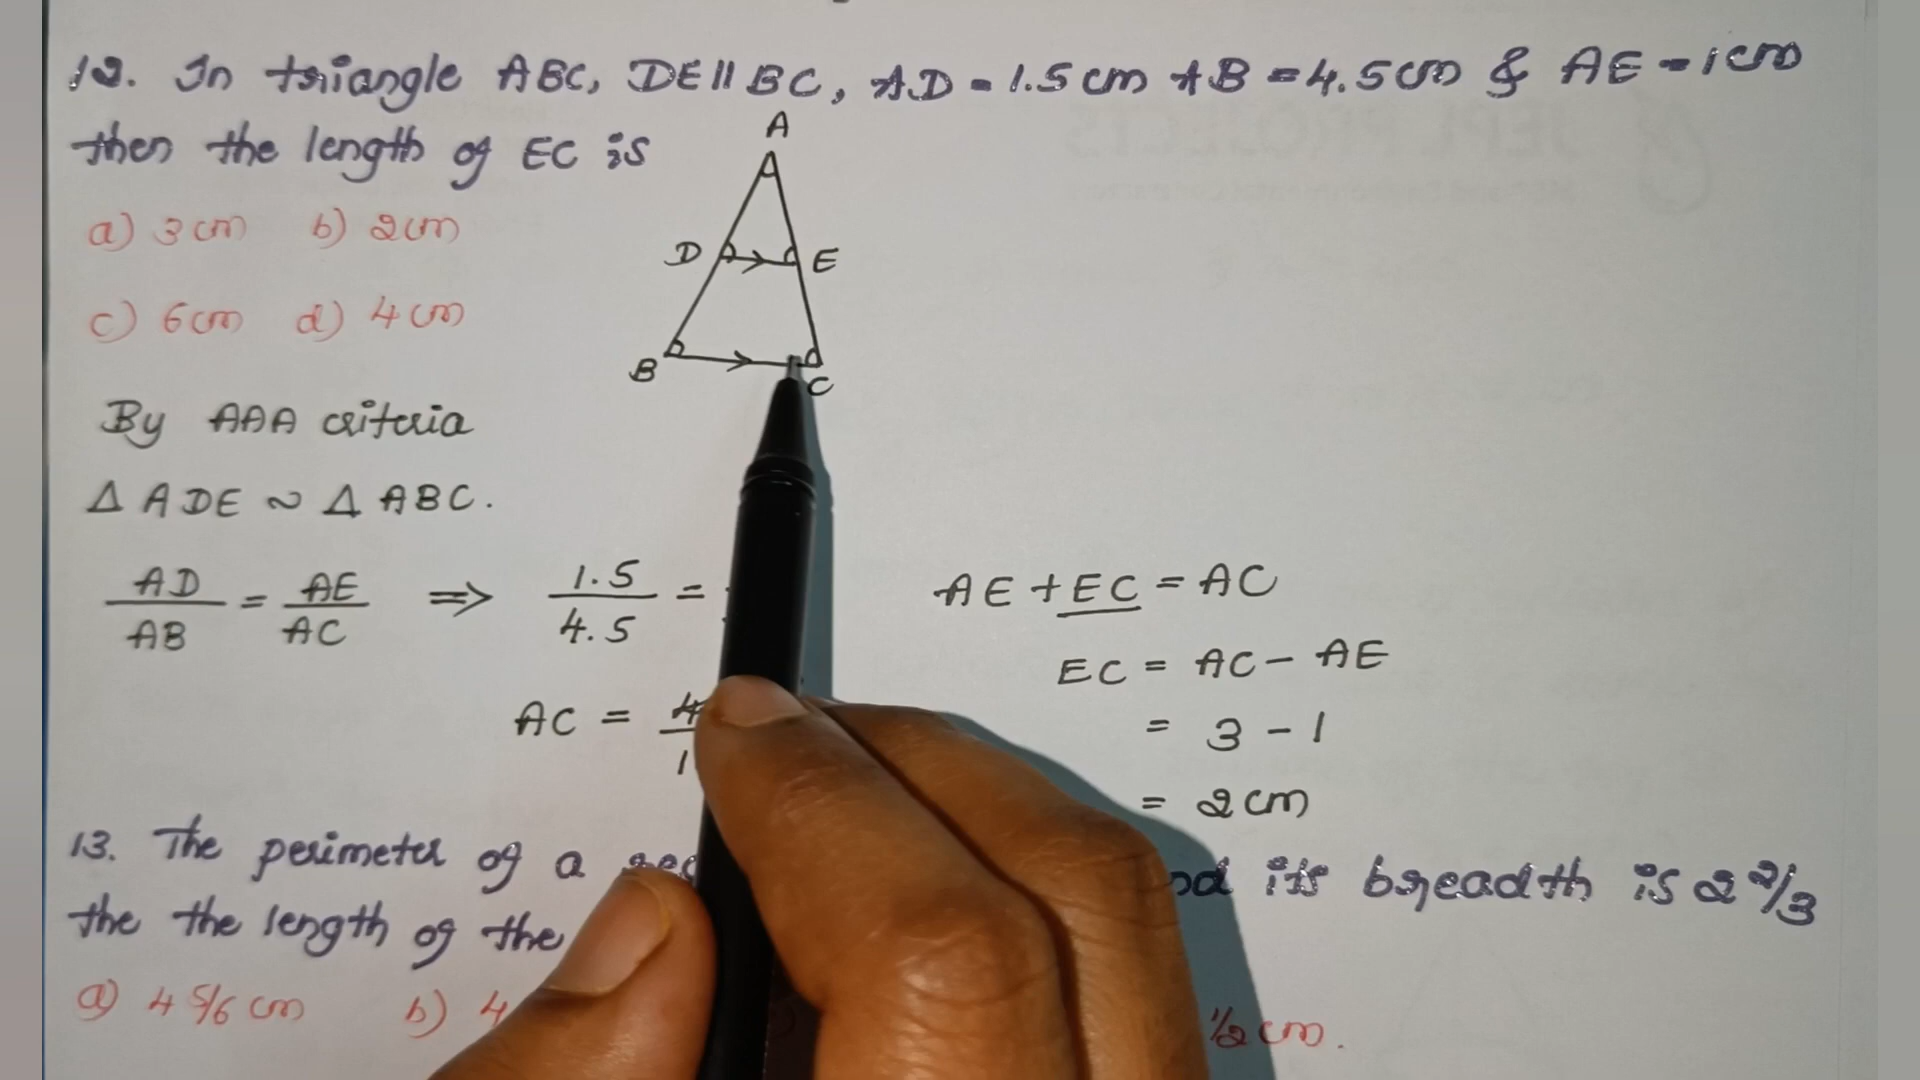 12. In triangle ABC, DE || BC, AD = 1.5 cm AB = 4.5 cm & AE = 1 cm
then the length of EC is
a) 3 cm b) 2 cm
c) 6 cm d) 4 cm
A
D E
B C
By AAA criteria
Δ ADE ~ Δ ABC.
AD/AB = AE/AC ⇒ 1.5/4.5 =
AC =
AE + EC = AC
EC = AC - AE
= 3 - 1
= 2 cm
13. The perimeter of a its breadth is 2 2/3
the the length of the
a) 4 5/6 cm b) 4 1/2 cm.